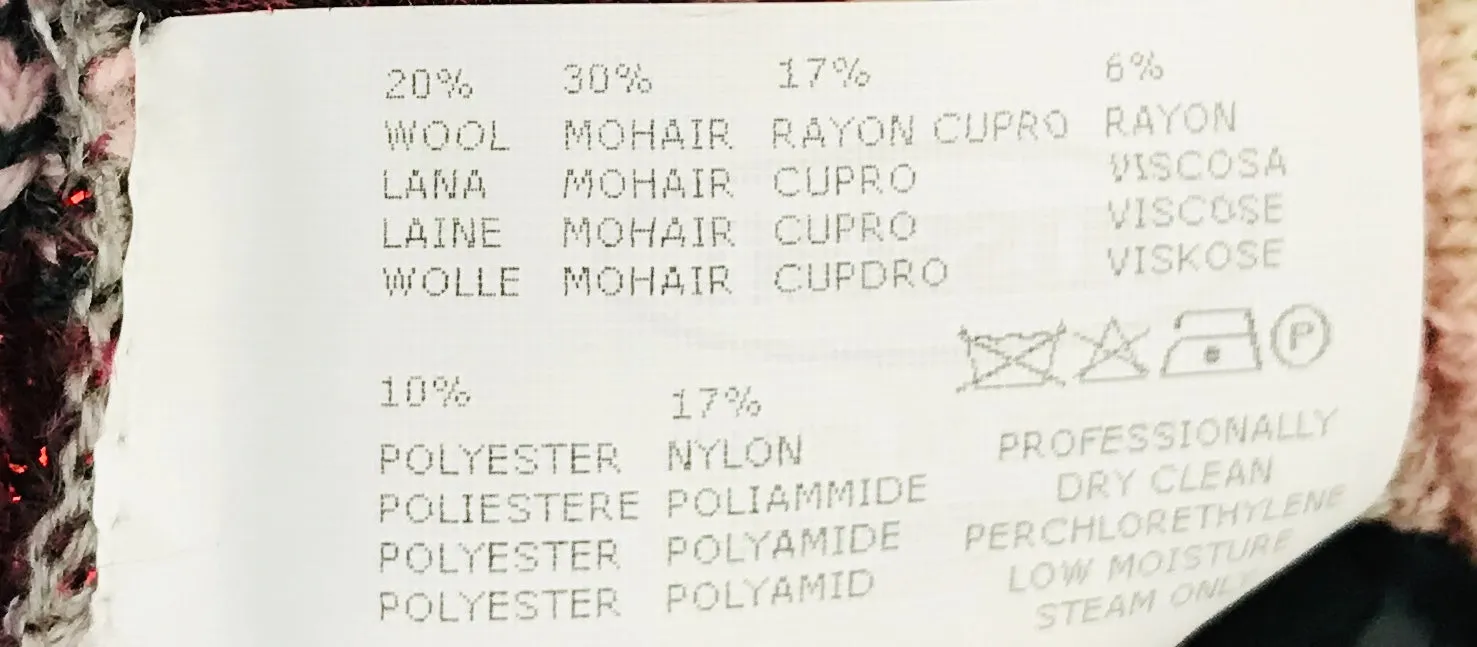 20% 30% 17% 6%
WOOL MOHAIR RAYON CUPRO RAYON
LANA MOHAIR CUPRO VISCOSA
LAINE MOHAIR CUPRO VISCOSE
WOLLE MOHAIR CUPDRO VISKOSE
P
10% 17%
POLYESTER NYLON
POLIESTERE POLIAMMIDE
POLYESTER POLYAMIDE
POLYESTER POLYAMID
PROFESSIONALLY
DRY CLEAN
PERCHLORETHYLENE
LOW MOISTURE
STEAM ONLY